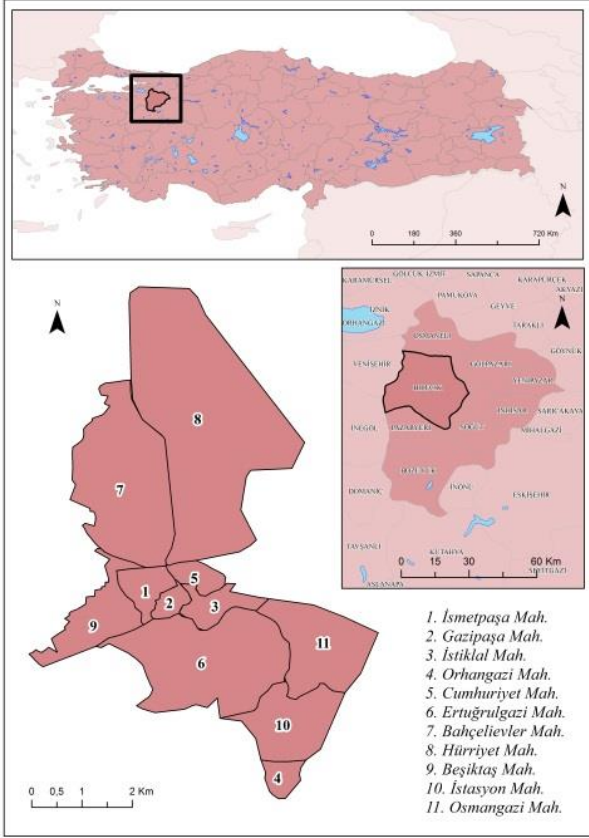 N
0 180 360 720 Km
N
8
7
5
1
2
3
9
6
11
10
4
0 0,5 1 2 Km
N
KARAMÜRSEL GÖLCÜK İZMİT SAPANCA KARAPÜRÇEK
AKYAZI
PAMUKOVA
İZNİK GEYVE
ORHANGAZİ TARAKLI
OSMANELİ
GÖYNÜK
YENİŞEHİR GÖLPAZARI
YENİPAZAR
BİLECİK
İNHİSAR SARICAKAYA
İNEGÖL PAZARYERİ SÖĞÜT MİHALGAZİ
BOZÜYÜK
DOMANİÇ İNÖNÜ ESKİŞEHİR
TAVŞANLI
KÜTAHYA
ASLANAPA
0 15 30 60 Km
1. İsmetpaşa Mah.
2. Gazipaşa Mah.
3. İstiklal Mah.
4. Orhangazi Mah.
5. Cumhuriyet Mah.
6. Ertuğrulgazi Mah.
7. Bahçelievler Mah.
8. Hürriyet Mah.
9. Beşiktaş Mah.
10. İstasyon Mah.
11. Osmangazi Mah.